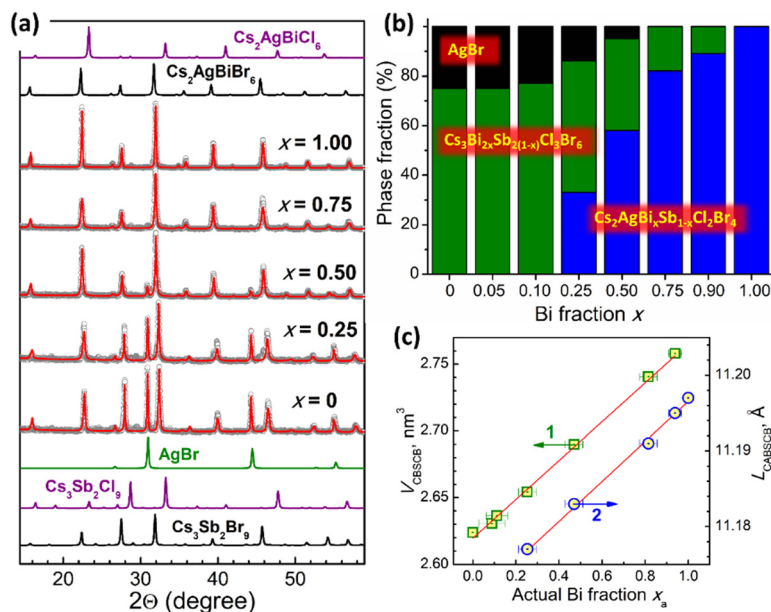 (a)
Cs₂AgBiCl₆
Cs₂AgBiBr₆
x = 1.00
x = 0.75
x = 0.50
x = 0.25
x = 0
AgBr
Cs₃Sb₂Cl₉
Cs₃Sb₂Br₉
20 30 40 50
2Θ (degree)
(b)
Phase fraction (%)
80
60
40
20
0
AgBr
Cs₃Bi₂ₓSb₂₍₁₋ₓ₎Cl₃Br₆
Cs₂AgBiₓSb₁₋ₓCl₂Br₄
0 0.05 0.10 0.25 0.50 0.75 0.90 1.00
Bi fraction x
(c)
V_CBSCB, nm³
2.75
2.70
2.65
2.60
1
2
11.20
11.19
11.18
L_CABSCB, Å
0.0 0.2 0.4 0.6 0.8 1.0
Actual Bi fraction xₐ